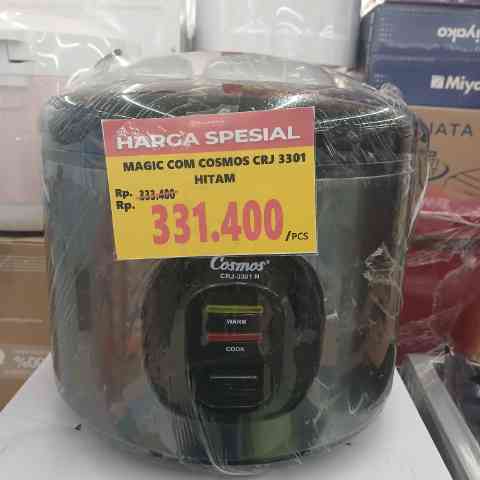 HARGA SPESIAL
MAGIC COM COSMOS CRJ 3301
HITAM
Rp. 333.400
Rp. 331.400 /PCS
Cosmos
CRJ-3301 N
WARM
COOK
Miyako
Miyako